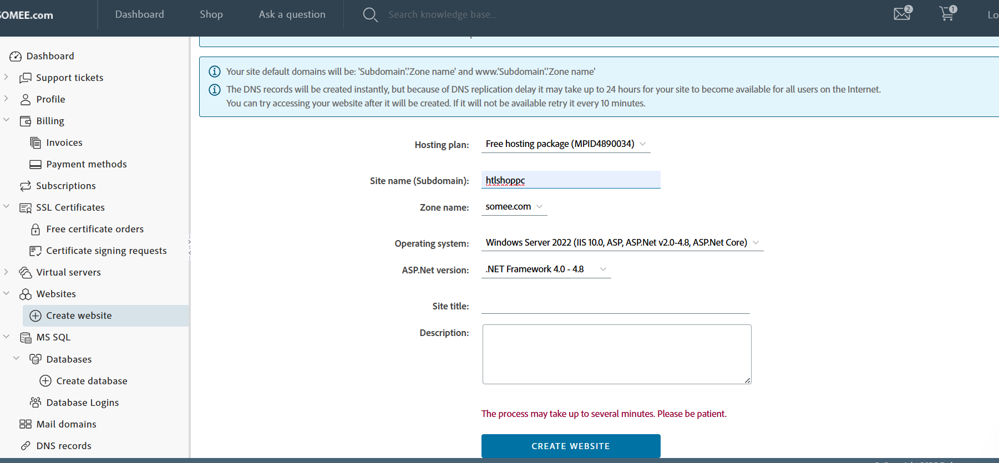 SOMEE.com
Dashboard
Shop
Ask a question
Search knowledge base...
2
1
Lo
Dashboard
Support tickets
Profile
Billing
Invoices
Payment methods
Subscriptions
SSL Certificates
Free certificate orders
Certificate signing requests
Virtual servers
Websites
Create website
MS SQL
Databases
Create database
Database Logins
Mail domains
DNS records
Your site default domains will be: 'Subdomain'.'Zone name' and www.'Subdomain'.'Zone name'
The DNS records will be created instantly, but because of DNS replication delay it may take up to 24 hours for your site to become available for all users on the Internet.
You can try accessing your website after it will be created. If it will not be available retry it every 10 minutes.
Hosting plan: Free hosting package (MPID4890034)
Site name (Subdomain): htlshoppc
Zone name: somee.com
Operating system: Windows Server 2022 (IIS 10.0, ASP, ASP.Net v2.0-4.8, ASP.Net Core)
ASP.Net version: .NET Framework 4.0 - 4.8
Site title:
Description:
The process may take up to several minutes. Please be patient.
CREATE WEBSITE